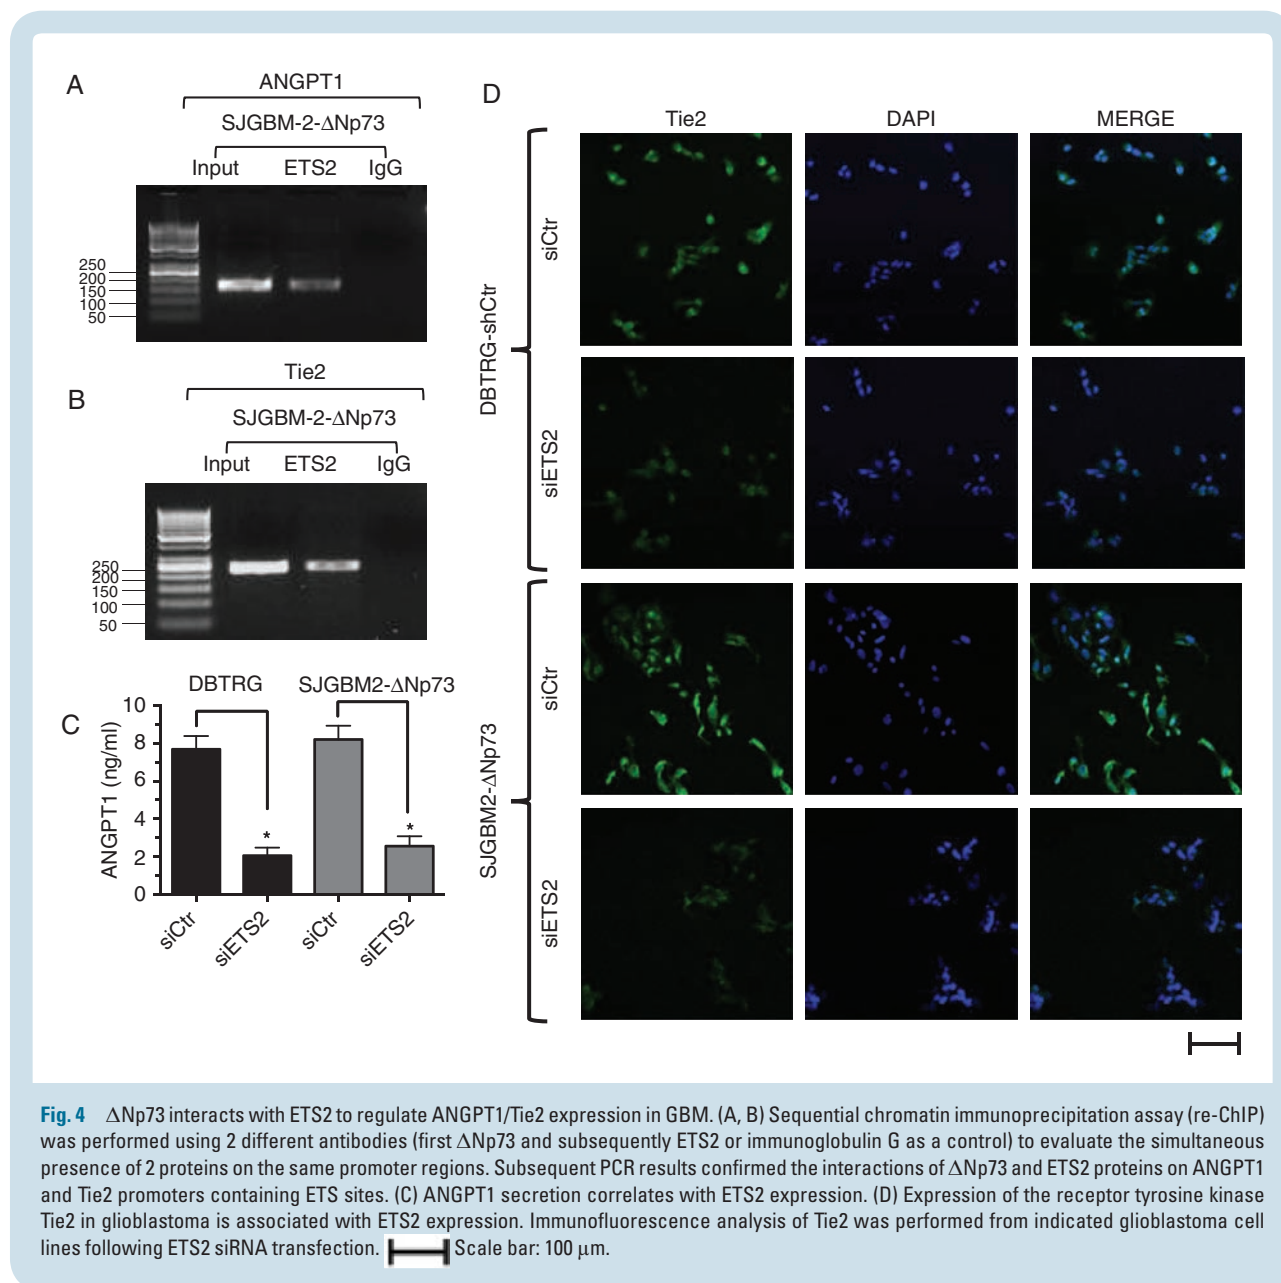 A
ANGPT1
SJGBM-2-ΔNp73
Input ETS2 IgG
250
200
150
100
50
B
Tie2
SJGBM-2-ΔNp73
Input ETS2 IgG
250
200
150
100
50
C
DBTRG SJGBM2-ΔNp73
ANGPT1 (ng/ml)
10
8
6
4
2
0
* *
siCtr siETS2 siCtr siETS2
D
Tie2 DAPI MERGE
DBTRG-shCtr
siCtr
siETS2
SJGBM2-ΔNp73
siCtr
siETS2
Fig. 4 ΔNp73 interacts with ETS2 to regulate ANGPT1/Tie2 expression in GBM. (A, B) Sequential chromatin immunoprecipitation assay (re-ChIP)
was performed using 2 different antibodies (first ΔNp73 and subsequently ETS2 or immunoglobulin G as a control) to evaluate the simultaneous
presence of 2 proteins on the same promoter regions. Subsequent PCR results confirmed the interactions of ΔNp73 and ETS2 proteins on ANGPT1
and Tie2 promoters containing ETS sites. (C) ANGPT1 secretion correlates with ETS2 expression. (D) Expression of the receptor tyrosine kinase
Tie2 in glioblastoma is associated with ETS2 expression. Immunofluorescence analysis of Tie2 was performed from indicated glioblastoma cell
lines following ETS2 siRNA transfection. Scale bar: 100 μm.